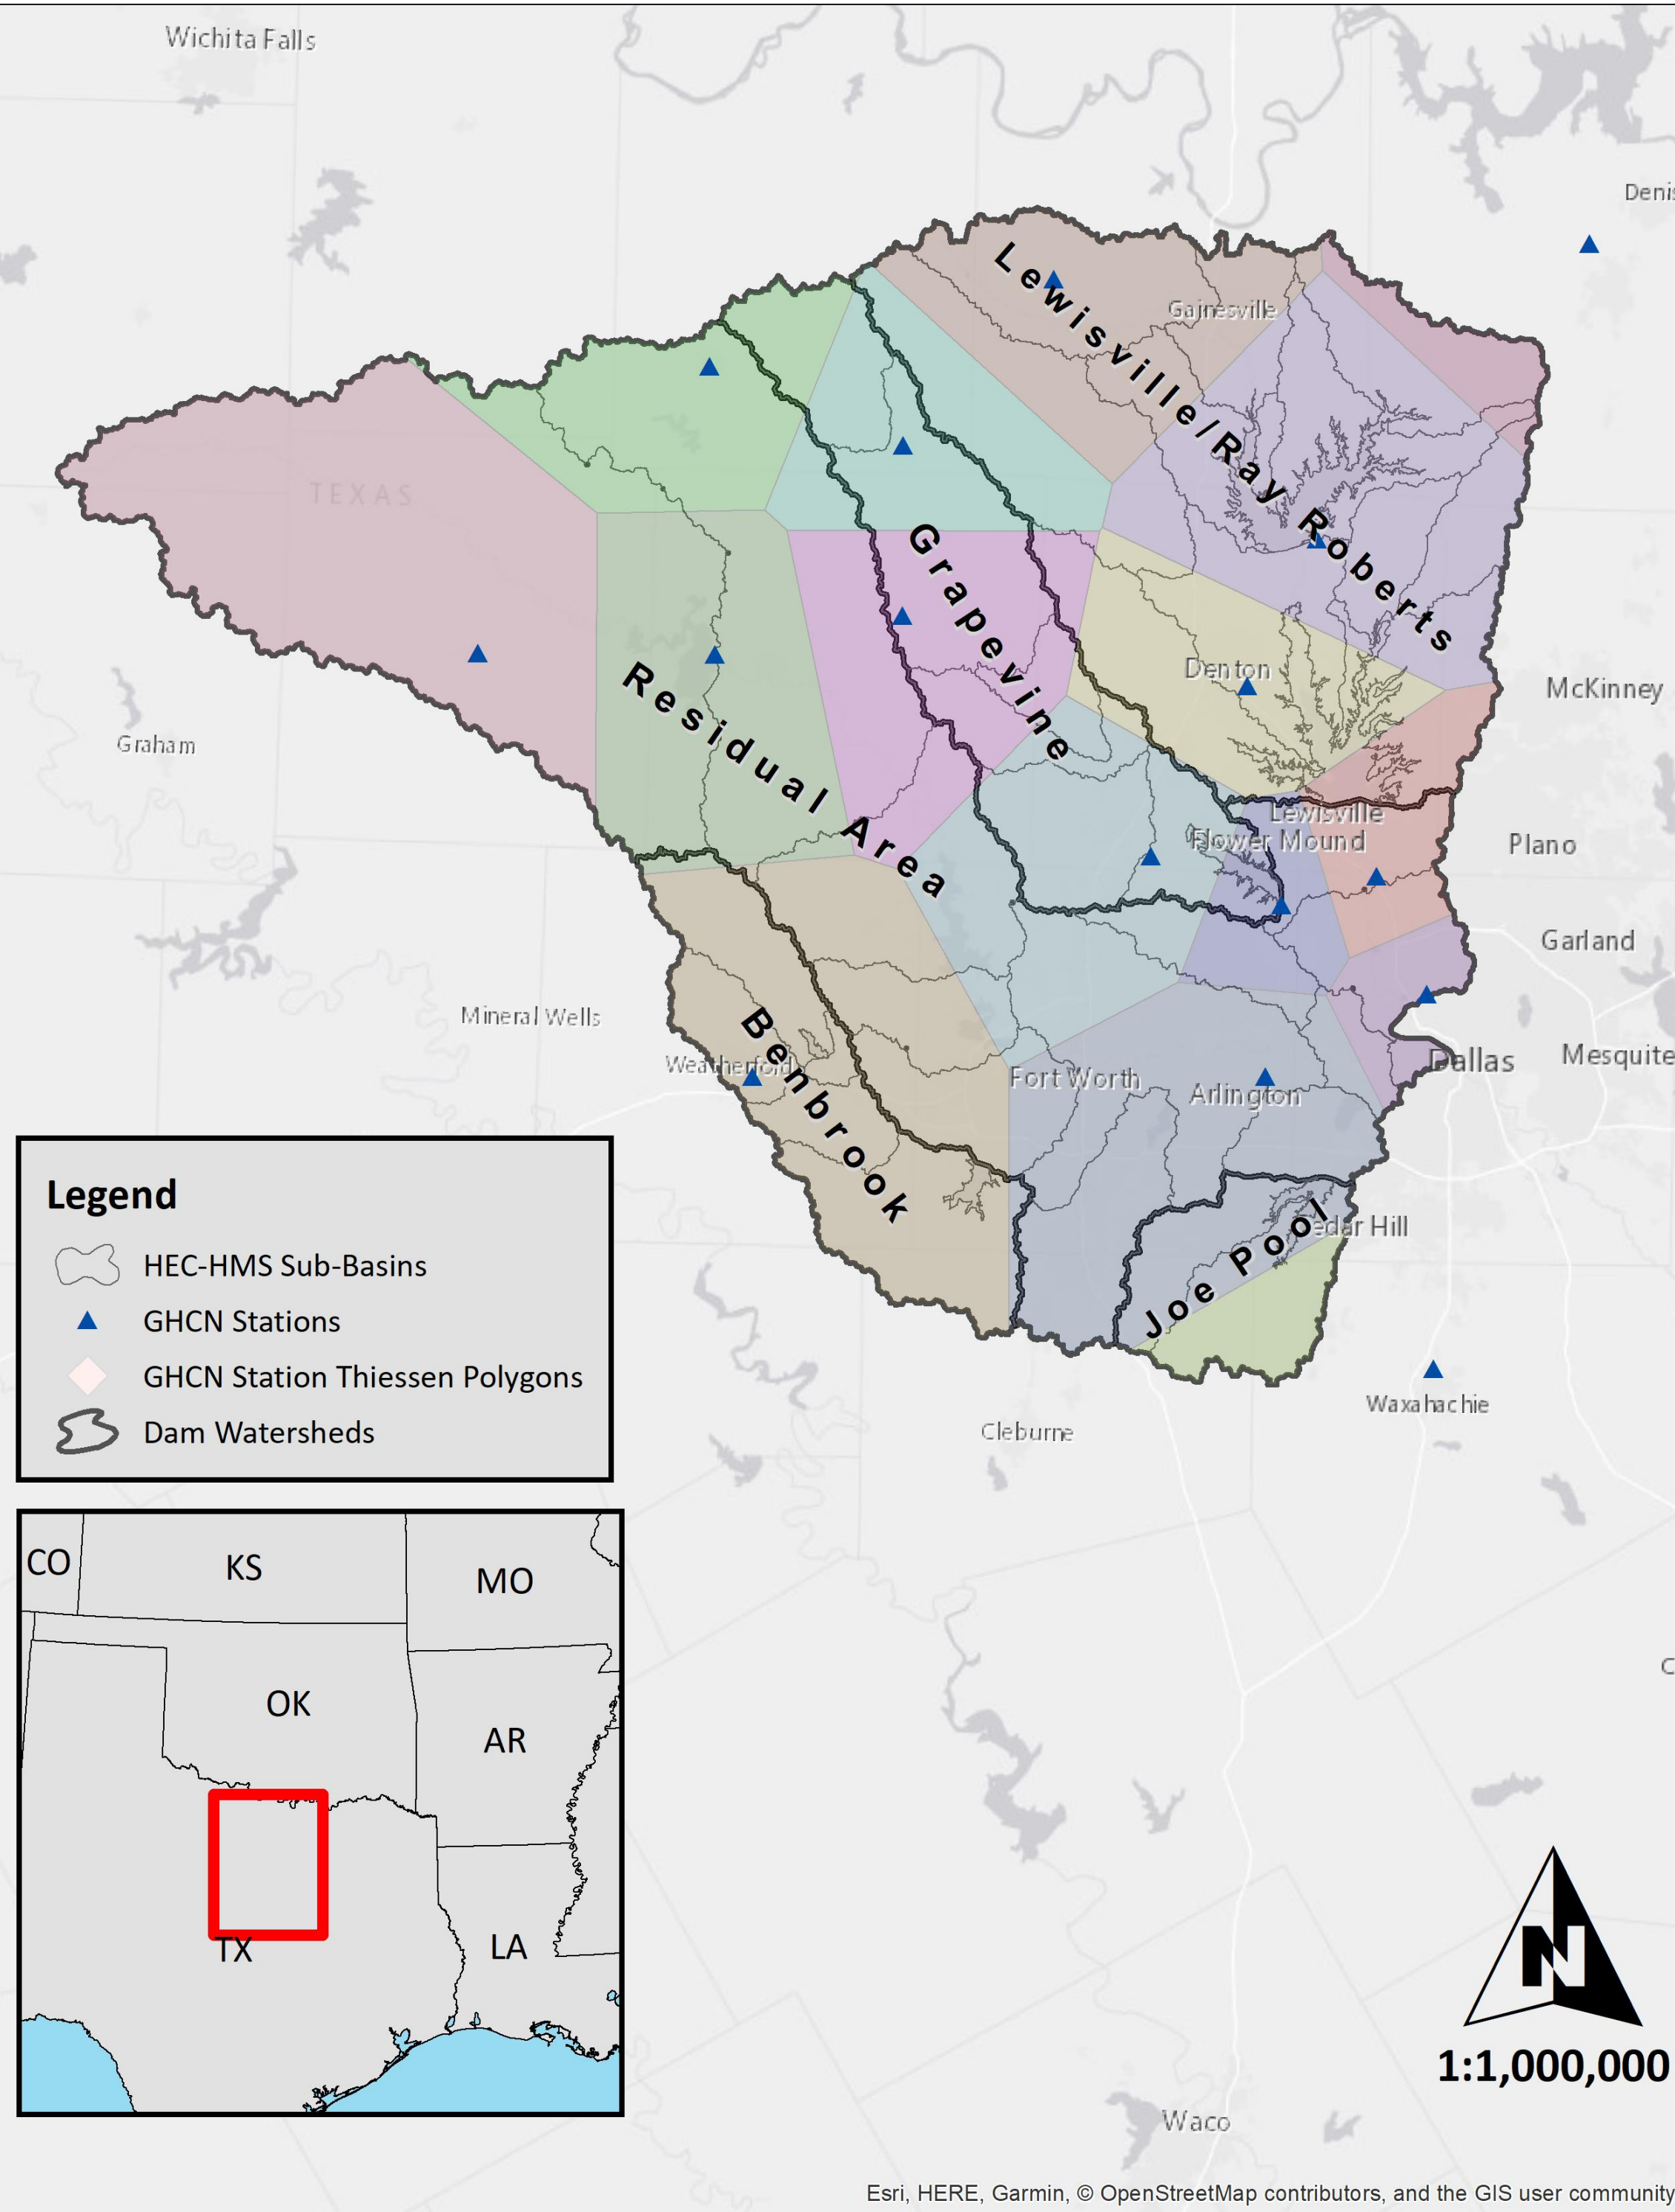 Wichita Falls
Lewisville/Ray Roberts
Gainesville
TEXAS
Grapevine
Residual Area
Denton
McKinney
Graham
Lewisville
Flower Mound
Plano
Garland
Mineral Wells
Benbrook
Weatherford
Fort Worth
Arlington
Dallas
Mesquite
Joe Pool
Cedar Hill
Waxahachie
Cleburne
Legend
HEC-HMS Sub-Basins
GHCN Stations
GHCN Station Thiessen Polygons
Dam Watersheds
CO
KS
MO
OK
AR
TX
LA
N
1:1,000,000
Waco
Esri, HERE, Garmin, © OpenStreetMap contributors, and the GIS user community